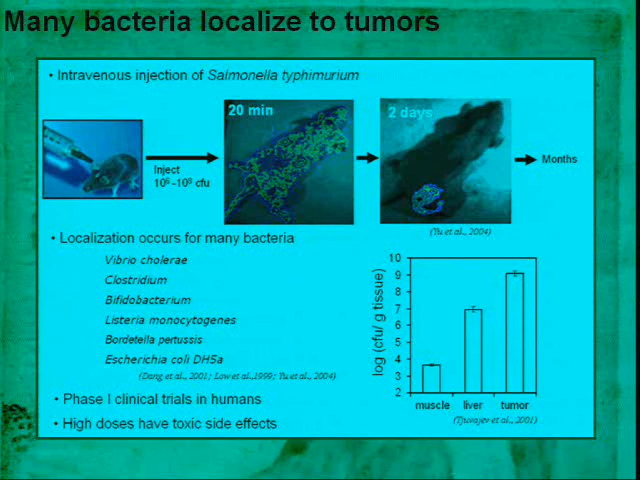 Many bacteria localize to tumors
• Intravenous injection of Salmonella typhimurium
20 min
2 days
Inject
10⁶ -10⁸ cfu
Months
(Yu et al., 2004)
• Localization occurs for many bacteria
Vibrio cholerae
Clostridium
Bifidobacterium
Listeria monocytogenes
Bordetella pertussis
Escherichia coli DH5a
(Dang et al., 2001; Low et al.,1999; Yu et al., 2004)
• Phase I clinical trials in humans
• High doses have toxic side effects
log (cfu/ g tissue)
10
9
8
7
6
5
4
3
2
muscle liver tumor
(Tjuvajev et al., 2001)